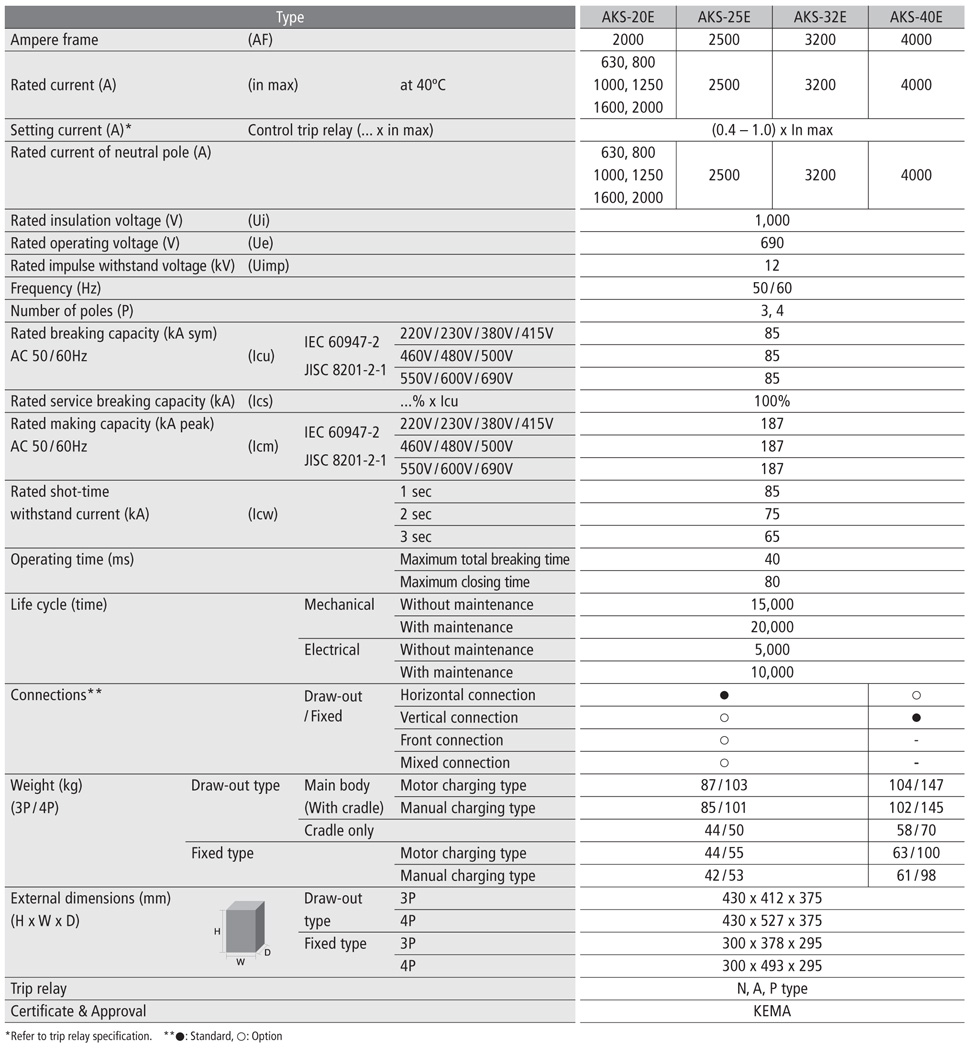 Type AKS-20E AKS-25E AKS-32E AKS-40E
Ampere frame (AF) 2000 2500 3200 4000
630, 800
Rated current (A) (in max) at 40ºC 1000, 1250 2500 3200 4000
1600, 2000
Setting current (A)* Control trip relay (... x in max) (0.4 – 1.0) x In max
Rated current of neutral pole (A) 630, 800
1000, 1250 2500 3200 4000
1600, 2000
Rated insulation voltage (V) (Ui) 1,000
Rated operating voltage (V) (Ue) 690
Rated impulse withstand voltage (kV) (Uimp) 12
Frequency (Hz) 50/60
Number of poles (P) 3, 4
Rated breaking capacity (kA sym) IEC 60947-2 220V/230V/380V/415V 85
AC 50/60Hz (Icu) 460V/480V/500V 85
JISC 8201-2-1 550V/600V/690V 85
Rated service breaking capacity (kA) (Ics) ...% x Icu 100%
Rated making capacity (kA peak) IEC 60947-2 220V/230V/380V/415V 187
AC 50/60Hz (Icm) 460V/480V/500V 187
JISC 8201-2-1 550V/600V/690V 187
Rated shot-time 1 sec 85
withstand current (kA) (Icw) 2 sec 75
3 sec 65
Operating time (ms) Maximum total breaking time 40
Maximum closing time 80
Life cycle (time) Mechanical Without maintenance 15,000
With maintenance 20,000
Electrical Without maintenance 5,000
With maintenance 10,000
Connections** Draw-out Horizontal connection ● ○
/Fixed Vertical connection ○ ●
Front connection ○ -
Mixed connection ○ -
Weight (kg) Draw-out type Main body Motor charging type 87/103 104/147
(3P/4P) (With cradle) Manual charging type 85/101 102/145
Cradle only 44/50 58/70
Fixed type Motor charging type 44/55 63/100
Manual charging type 42/53 61/98
External dimensions (mm) Draw-out 3P 430 x 412 x 375
(H x W x D) type 4P 430 x 527 x 375
H
Fixed type 3P 300 x 378 x 295
D
W
4P 300 x 493 x 295
Trip relay N, A, P type
Certificate & Approval KEMA
*Refer to trip relay specification. **●: Standard, ○: Option